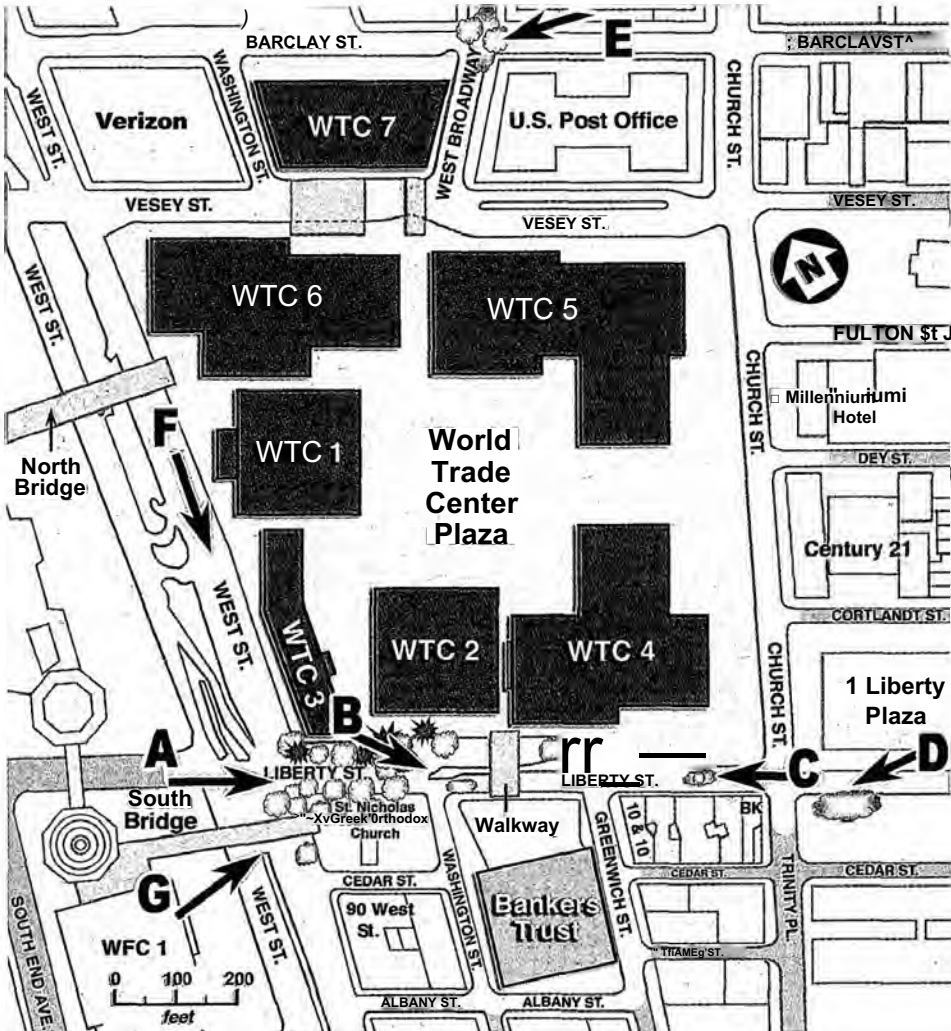 BARCLAY ST.
E
; BARCLAVST^
WEST ST.
Verizon
WASHINGTON ST.
WTC 7
WEST BROADWAY
U.S. Post Office
CHURCH ST.
VESEY ST.
VESEY ST.
VESEY ST.
WEST ST.
WTC 6
WTC 5
N
FULTON $t J
F
WTC 1
World
Trade
Center
Plaza
CHURCH ST.
Millennium
Hotel
North
Bridge
DEY ST.
Century 21
WEST ST.
WTC 3
WTC 2
WTC 4
CORTLANDT ST.
CHURCH ST.
1 Liberty
Plaza
A
B
rr
C
D
LIBERTY ST.
LIBERTY ST.
South
Bridge
St. Nicholas
"~XvGreek'Orthodox
Church
Walkway
10 & 10
BK
GREENWICH ST.
WASHINGTON ST.
TRINITY PL.
CEDAR ST.
CEDAR ST.
CEDAR ST.
G
WEST ST.
90 West
St.
Bankers
Trust
SOUTH END AVE.
WFC 1
0 100 200
feet
ALBANY ST.
ALBANY ST.